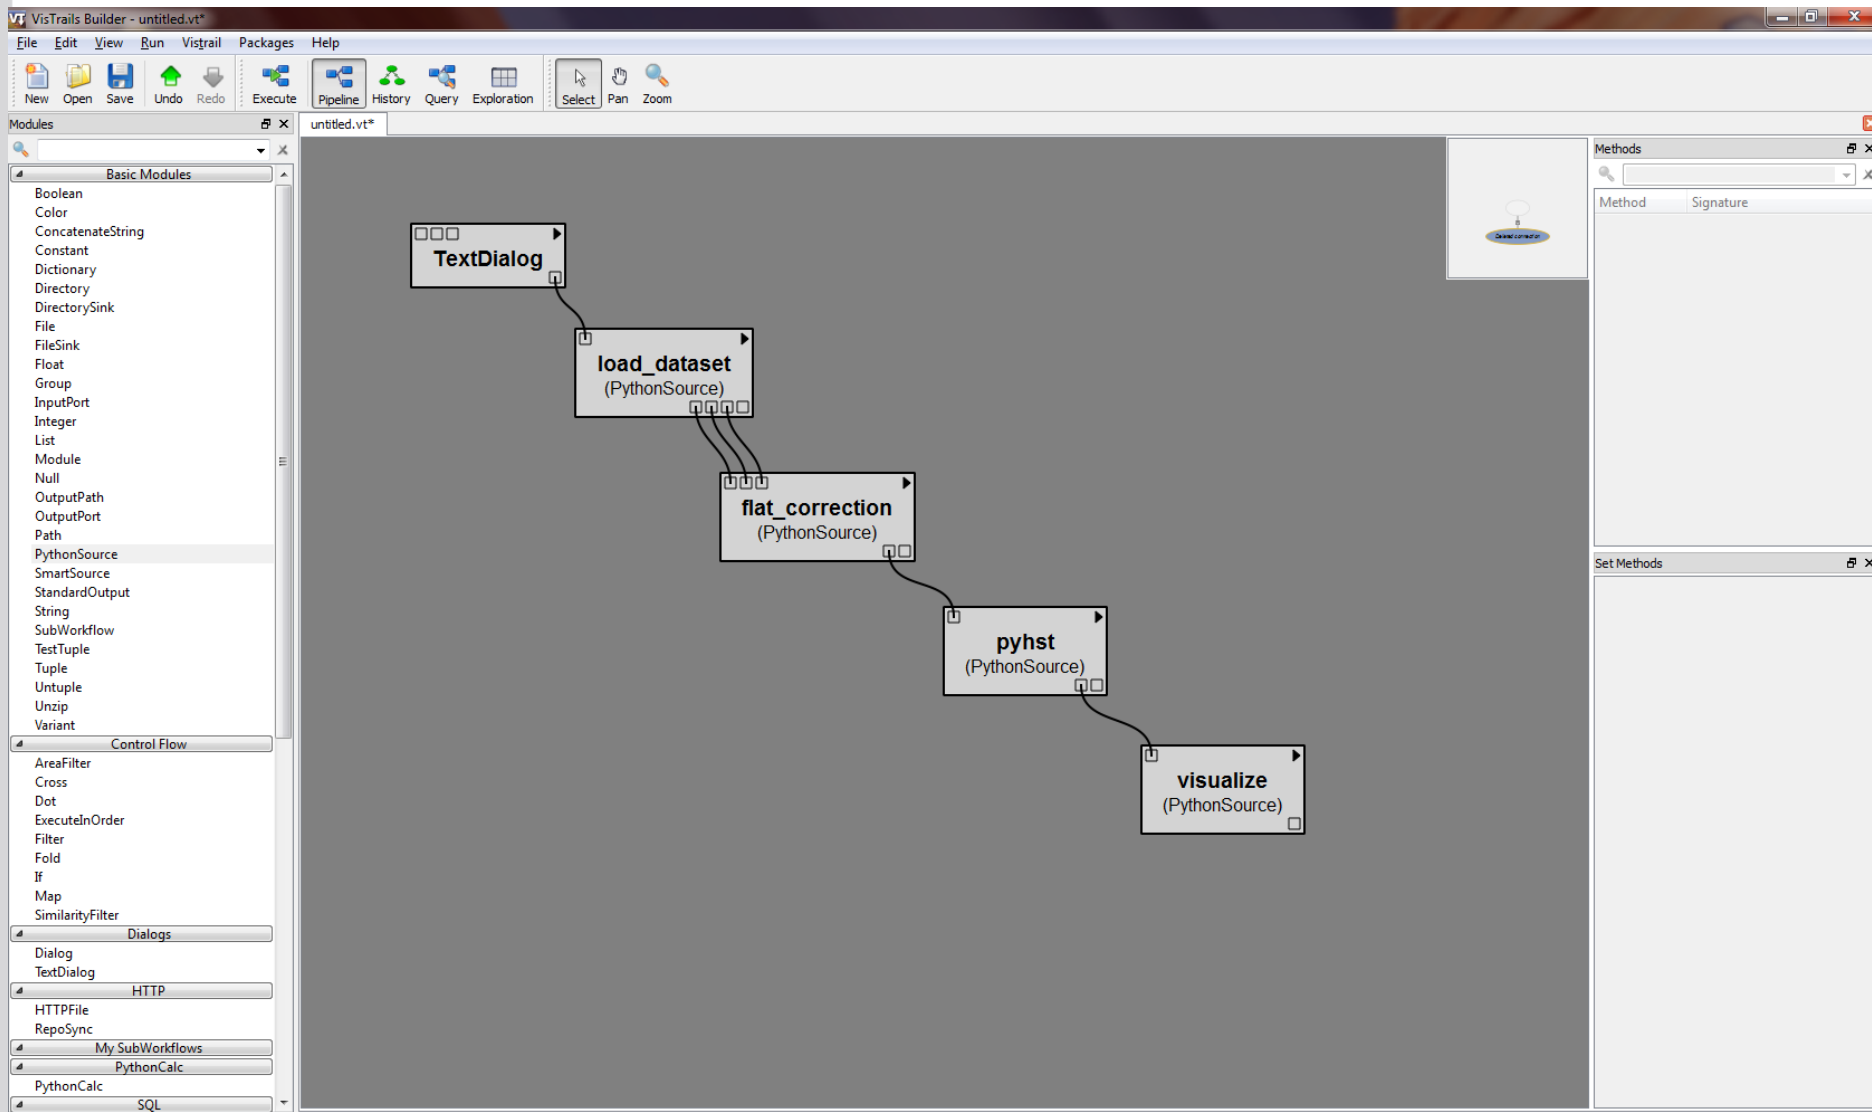 VisTrails Builder - untitled.vt*
File Edit View Run Vistrail Packages Help
New Open Save Undo Redo Execute Pipeline History Query Exploration Select Pan Zoom
Modules
untitled.vt*
Basic Modules
Boolean
Color
ConcatenateString
Constant
Dictionary
Directory
DirectorySink
File
FileSink
Float
Group
InputPort
Integer
List
Module
Null
OutputPath
OutputPort
Path
PythonSource
SmartSource
StandardOutput
String
SubWorkflow
TestTuple
Tuple
Untuple
Unzip
Variant
Control Flow
AreaFilter
Cross
Dot
ExecuteInOrder
Filter
Fold
If
Map
SimilarityFilter
Dialogs
Dialog
TextDialog
HTTP
HTTPFile
RepoSync
My SubWorkflows
PythonCalc
PythonCalc
SQL
TextDialog
load_dataset
(PythonSource)
flat_correction
(PythonSource)
pyhst
(PythonSource)
visualize
(PythonSource)
Methods
Method Signature
Set Methods